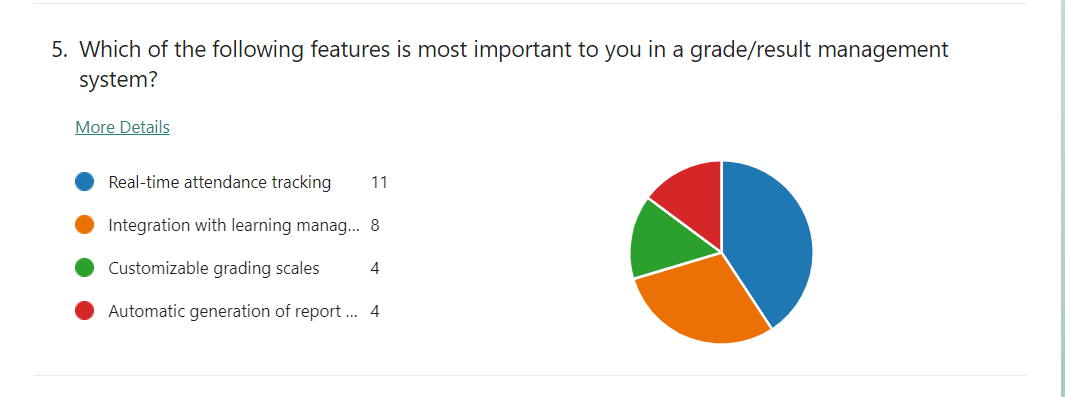 5. Which of the following features is most important to you in a grade/result management
system?
More Details
Real-time attendance tracking 11
Integration with learning manag... 8
Customizable grading scales 4
Automatic generation of report ... 4